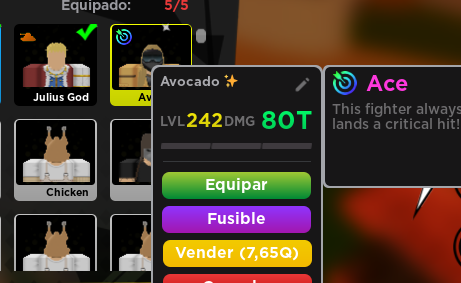 Equipado: 5/5
Julius God
Av
Chicken
Avocado ✨
LVL 242 DMG 80T
Equipar
Fusible
Vender (7,65Q)
Ace
This fighter always
lands a critical hit!